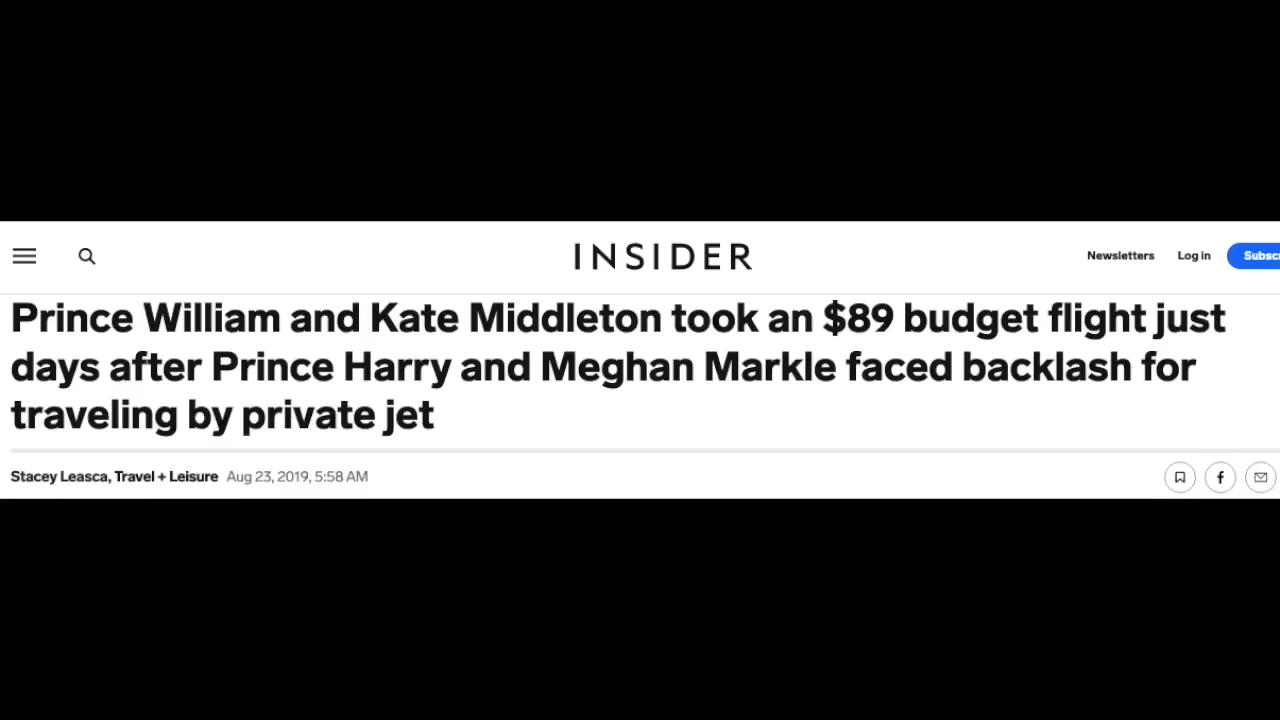 INSIDER
Newsletters
Log in
Subsc
Prince William and Kate Middleton took an $89 budget flight just
days after Prince Harry and Meghan Markle faced backlash for
traveling by private jet
Stacey Leasca, Travel + Leisure Aug 23, 2019, 5:58 AM